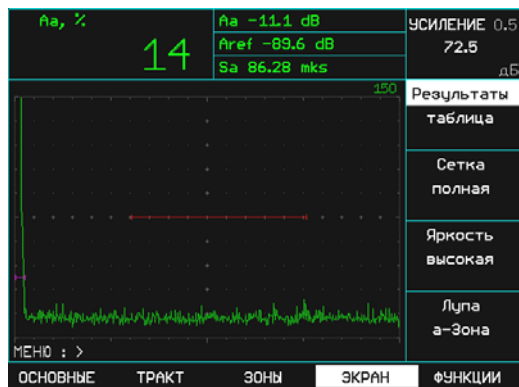 Aa, %
14
Aa -11.1 dB
Aref -89.6 dB
Sa 86.28 mks
УСИЛЕНИЕ 0.5
72.5
дБ
150
Результаты
таблица
Сетка
полная
Яркость
высокая
Лупа
а-Зона
МЕНЮ : >
ОСНОВНЫЕ ТРАКТ ЗОНЫ ЭКРАН ФУНКЦИИ